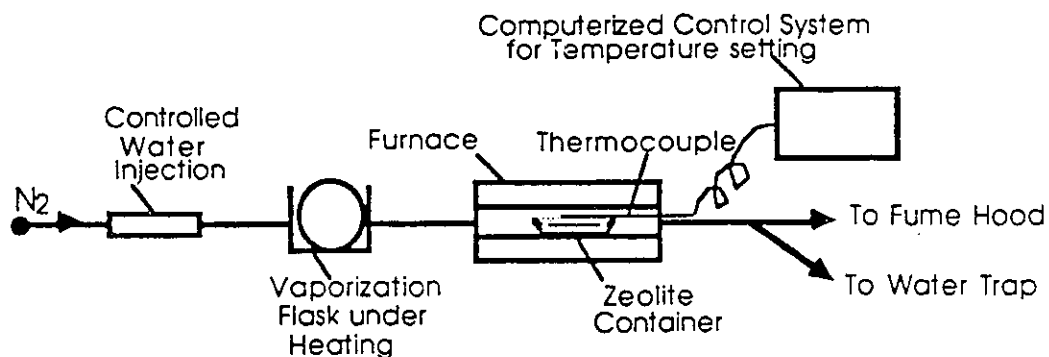 Computerized Control System
for Temperature setting
Controlled
Water
Injection
Furnace
Thermocouple
N2
To Fume Hood
To Water Trap
Vaporization
Flask under
Heating
Zeolite
Container